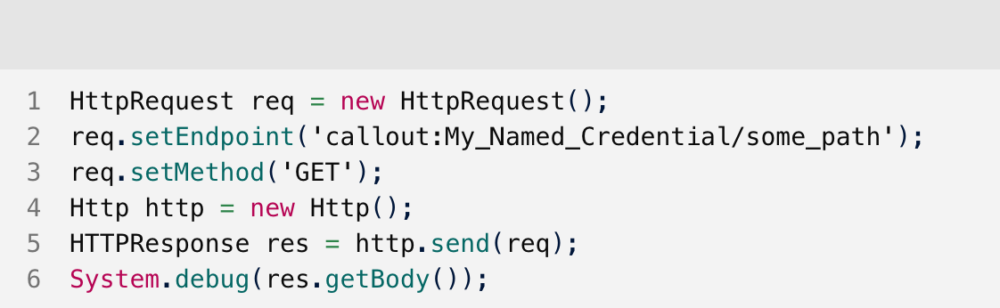 1 HttpRequest req = new HttpRequest();
2 req.setEndpoint('callout:My_Named_Credential/some_path');
3 req.setMethod('GET');
4 Http http = new Http();
5 HTTPResponse res = http.send(req);
6 System.debug(res.getBody());